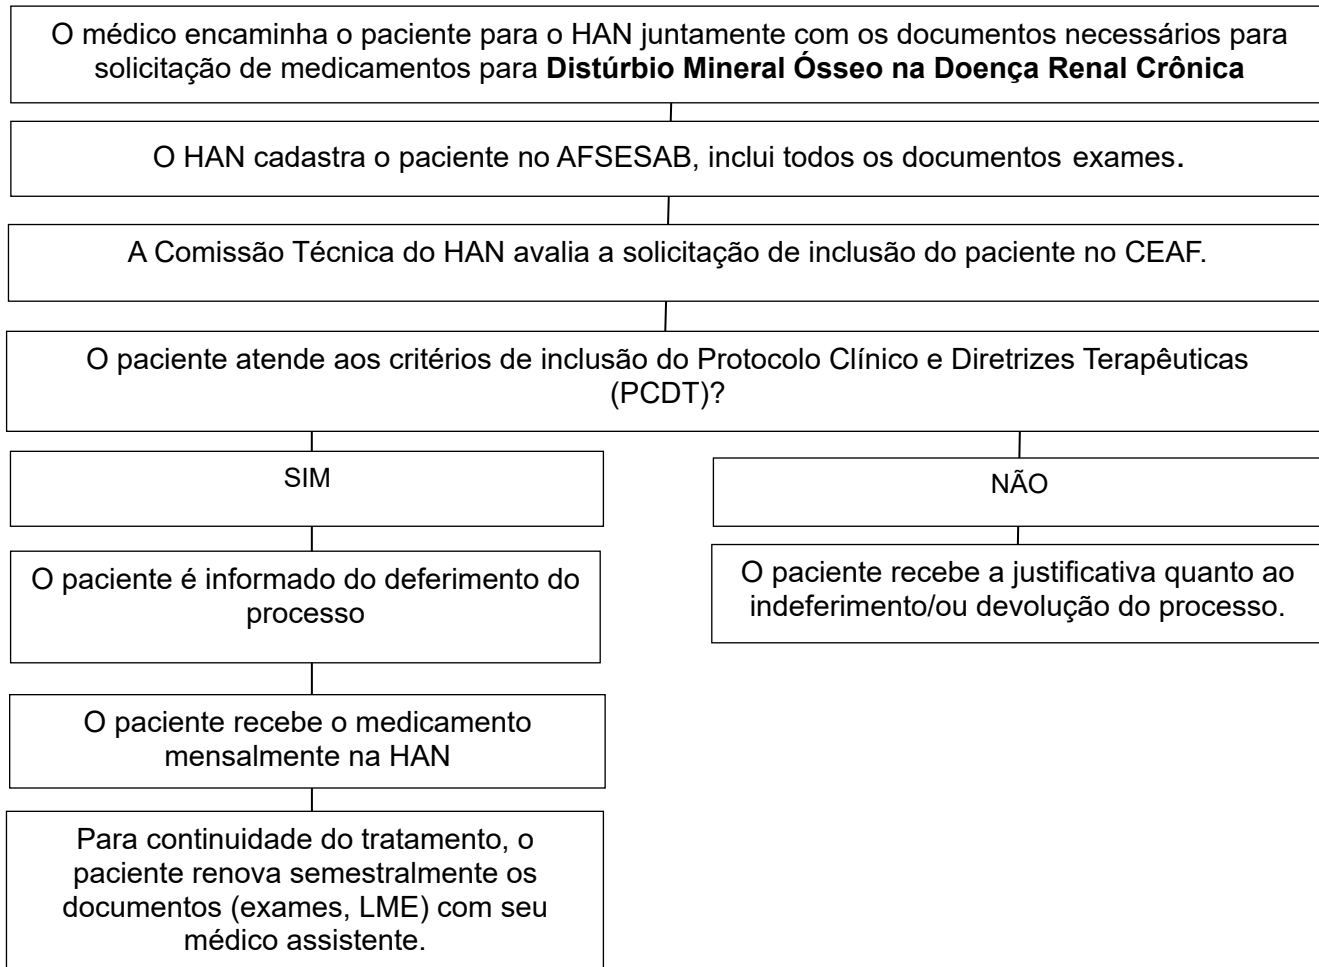 O médico encaminha o paciente para o HAN juntamente com os documentos necessários para
solicitação de medicamentos para Distúrbio Mineral Ósseo na Doença Renal Crônica
O HAN cadastra o paciente no AFSESAB, inclui todos os documentos exames.
A Comissão Técnica do HAN avalia a solicitação de inclusão do paciente no CEAF.
O paciente atende aos critérios de inclusão do Protocolo Clínico e Diretrizes Terapêuticas
(PCDT)?
SIM
NÃO
O paciente é informado do deferimento do
processo
O paciente recebe a justificativa quanto ao
indeferimento/ou devolução do processo.
O paciente recebe o medicamento
mensalmente na HAN
Para continuidade do tratamento, o
paciente renova semestralmente os
documentos (exames, LME) com seu
médico assistente.